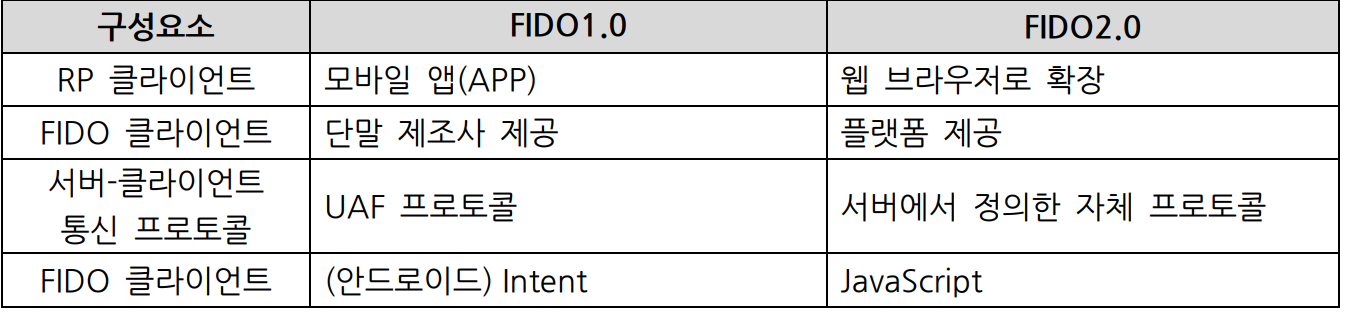 구성요소 FIDO1.0 FIDO2.0
RP 클라이언트 모바일 앱(APP) 웹 브라우저로 확장
FIDO 클라이언트 단말 제조사 제공 플랫폼 제공
서버-클라이언트
통신 프로토콜 UAF 프로토콜 서버에서 정의한 자체 프로토콜
FIDO 클라이언트 (안드로이드) Intent JavaScript